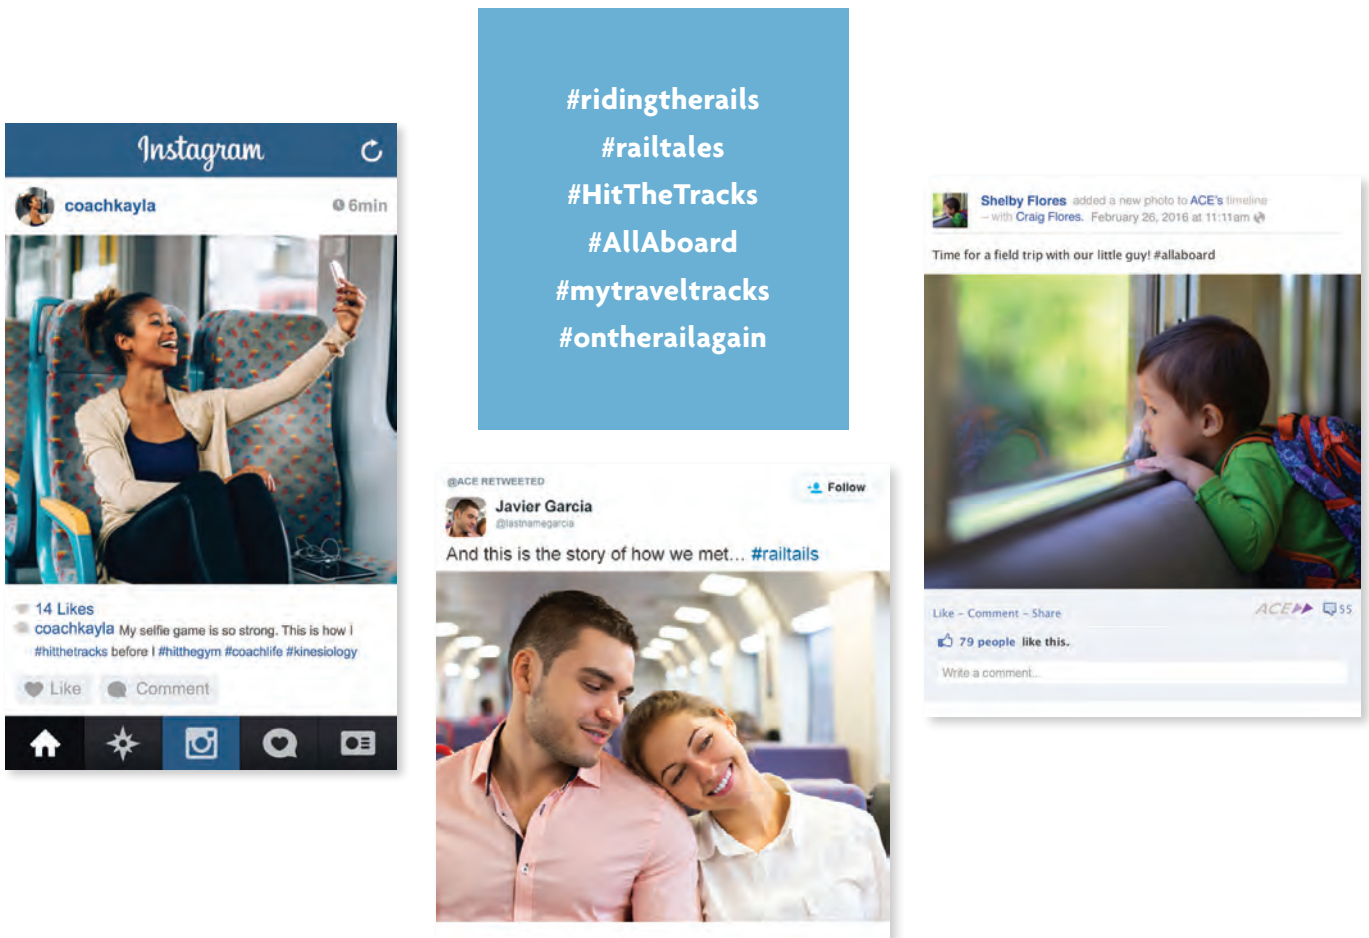 #ridingtherails
#railtales
#HitTheTracks
#AllAboard
#mytraveltracks
#ontherailagain
Instagram
coachkayla
6min
14 Likes
coachkayla My selfie game is so strong. This is how I
#hitthetracks before I #hitthegym #coachlife #kinesiology
Like
Comment
@ACE RETWEETED
Javier Garcia
@lastnamegarcia
Follow
And this is the story of how we met... #railtails
Shelby Flores added a new photo to ACE's timeline
– with Craig Flores. February 26, 2016 at 11:11am
Time for a field trip with our little guy! #allaboard
Like – Comment – Share
ACE
55
79 people like this.
Write a comment...